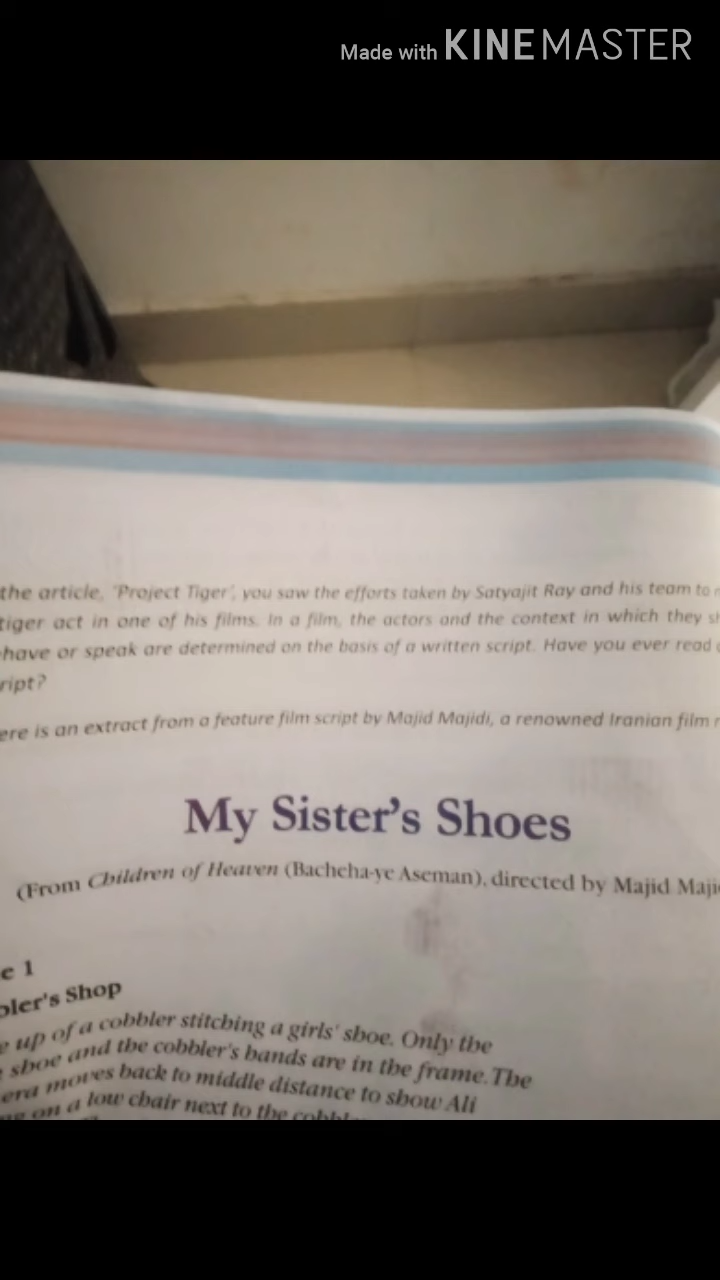 Made with KINEMASTER
the article, 'Project Tiger', you saw the efforts taken by Satyajit Ray and his team to
tiger act in one of his films. In a film, the actors and the context in which they
have or speak are determined on the basis of a written script. Have you ever read
ript?
ere is an extract from a feature film script by Majid Majidi, a renowned Iranian film
My Sister's Shoes
(From Children of Heaven (Bacheha-ye Aseman), directed by Majid Maji
e 1
bler's Shop
e up of a cobbler stitching a girls' shoe. Only the
shoe and the cobbler's hands are in the frame. The
era moves back to middle distance to show Ali
ng on a low chair next to the cobbl